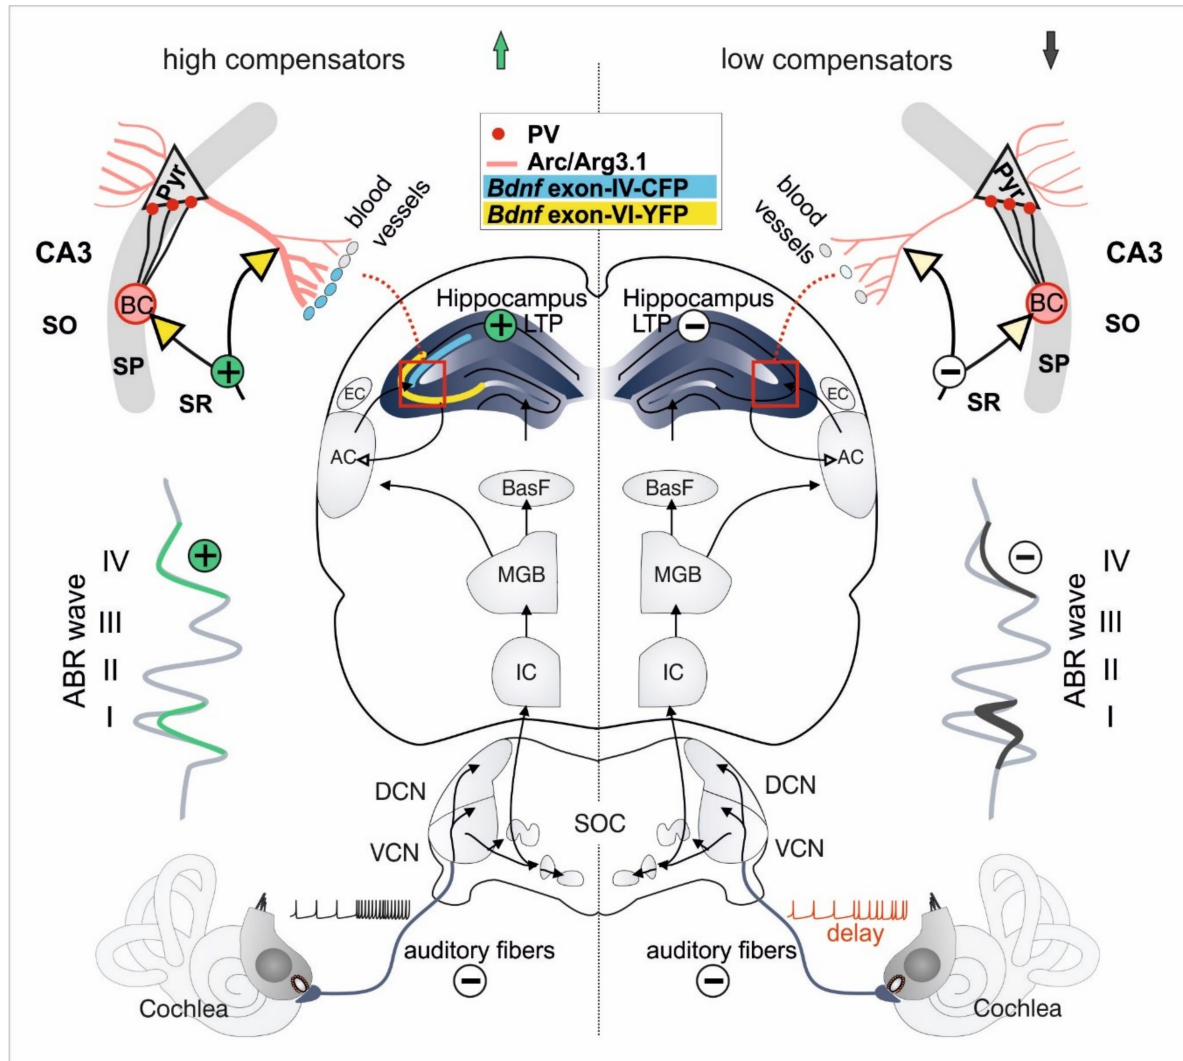 high compensators
low compensators
PV
Arc/Arg3.1
Bdnf exon-IV-CFP
Bdnf exon-VI-YFP
Pyr
blood
vessels
CA3
BC
SO
SP
+
SR
blood
vessels
Pyr
CA3
BC
SO
SP
−
SR
Hippocampus
+ LTP
Hippocampus
LTP −
EC
AC
EC
AC
BasF
BasF
MGB
MGB
IC
IC
ABR wave
IV
III
II
I
+
−
ABR wave
IV
III
II
I
DCN
VCN
SOC
DCN
VCN
auditory fibers
−
auditory fibers
−
delay
Cochlea
Cochlea